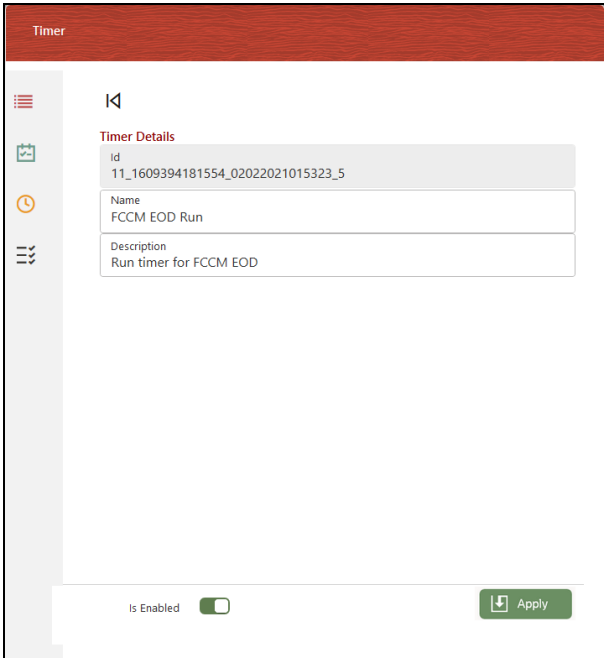 Timer
Timer Details
Id
11_1609394181554_02022021015323_5
Name
FCCM EOD Run
Description
Run timer for FCCM EOD
Is Enabled
Apply